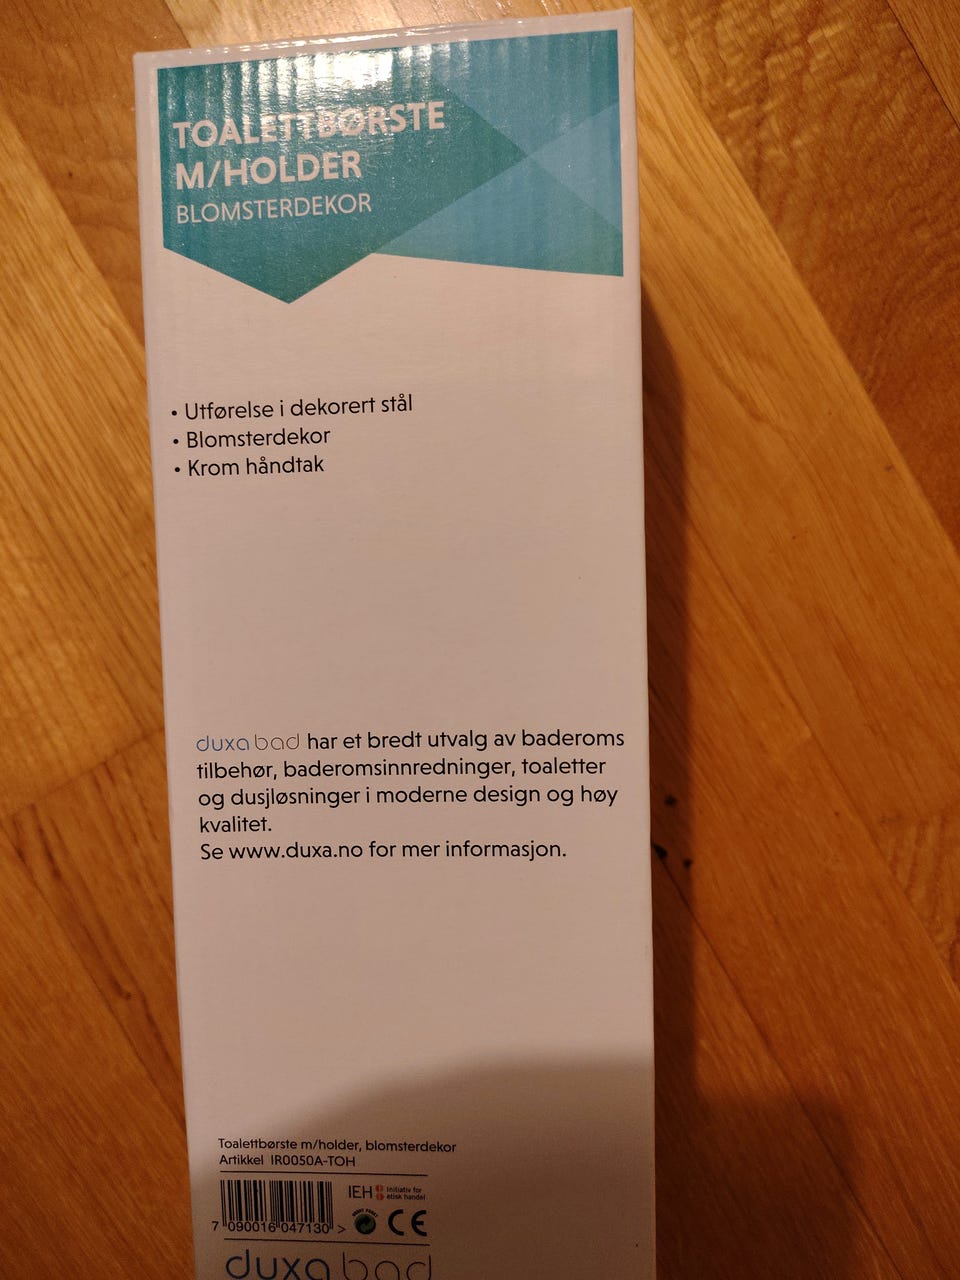 TOALETTBØRSTE
M/HOLDER
BLOMSTERDEKOR
• Utførelse i dekorert stål
• Blomsterdekor
• Krom håndtak
duxa bad har et bredt utvalg av baderoms
tilbehør, baderomsinnredninger, toaletter
og dusjløsninger i moderne design og høy
kvalitet.
Se www.duxa.no for mer informasjon.
Toalettbørste m/holder, blomsterdekor
Artikkel IR0050A-TOH
IEH Initiativ for
etisk handel
7 090016 047130 >
CE
duxa bad